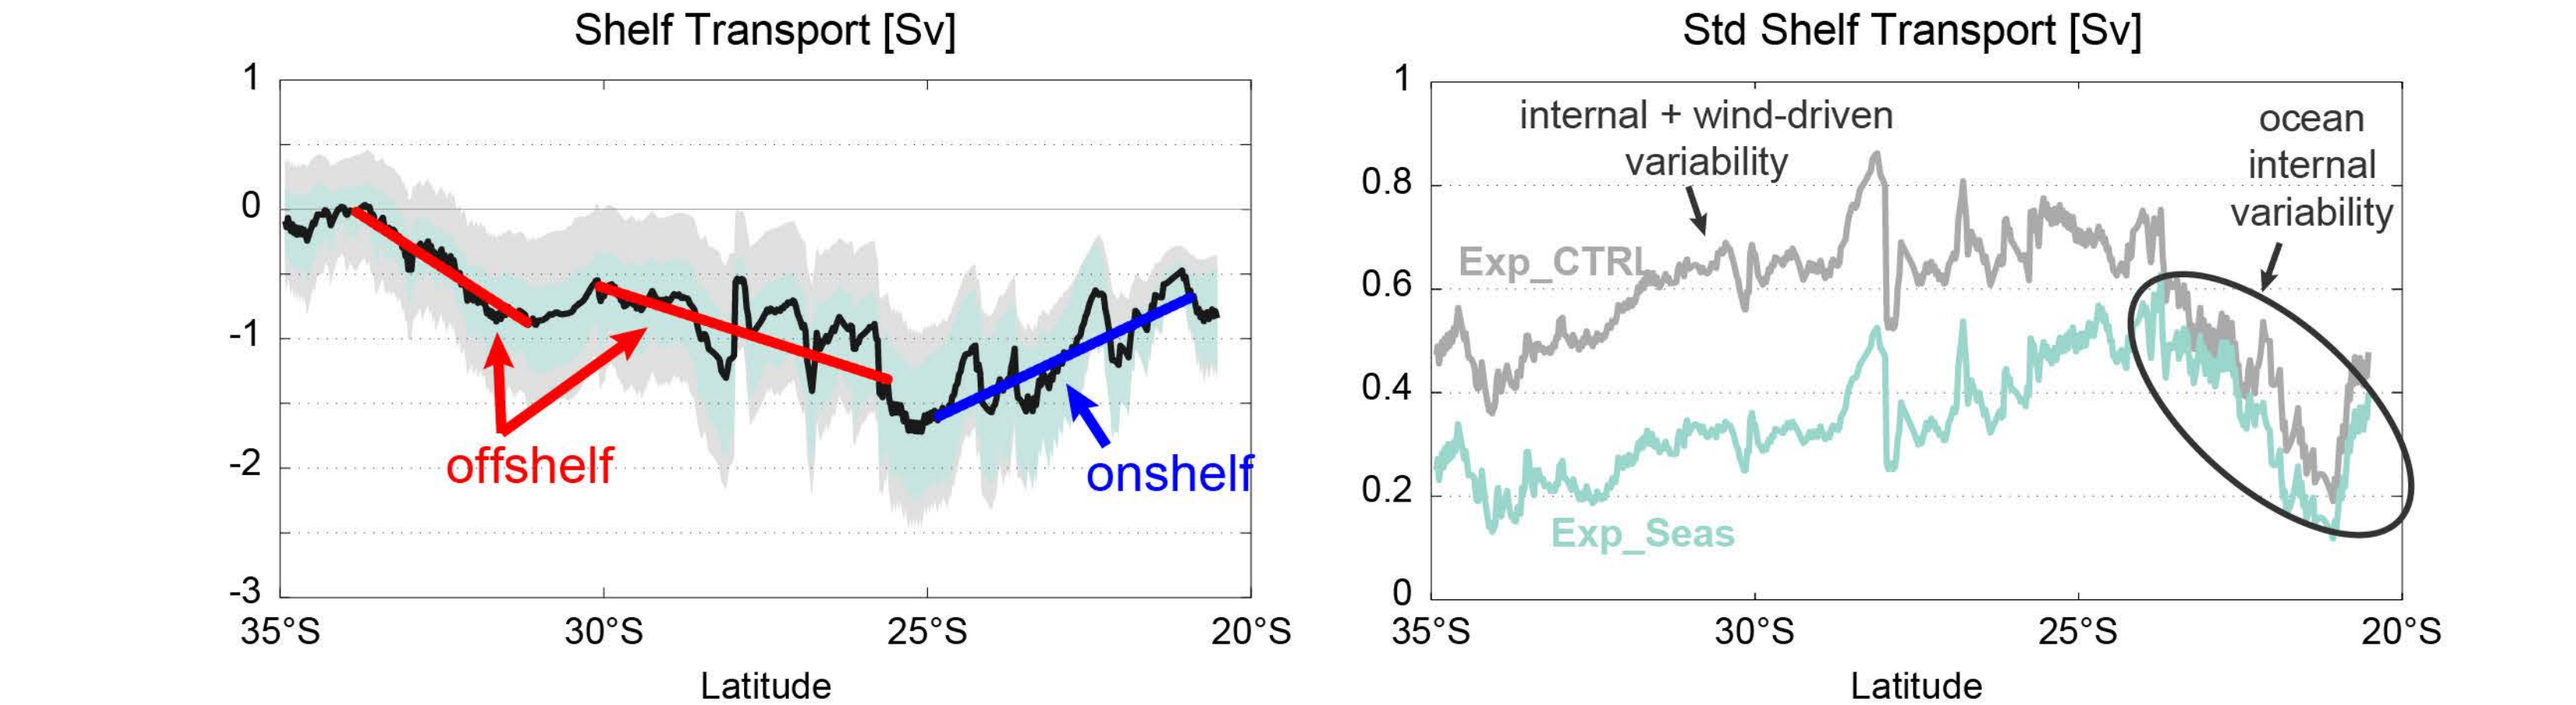 Shelf Transport [Sv]
1
0
-1
-2
-3
offshelf
onshelf
35°S
30°S
25°S
20°S
Latitude
Std Shelf Transport [Sv]
1
0.8
0.6
0.4
0.2
0
internal + wind-driven
variability
ocean
internal
variability
Exp_CTRL
Exp_Seas
35°S
30°S
25°S
20°S
Latitude